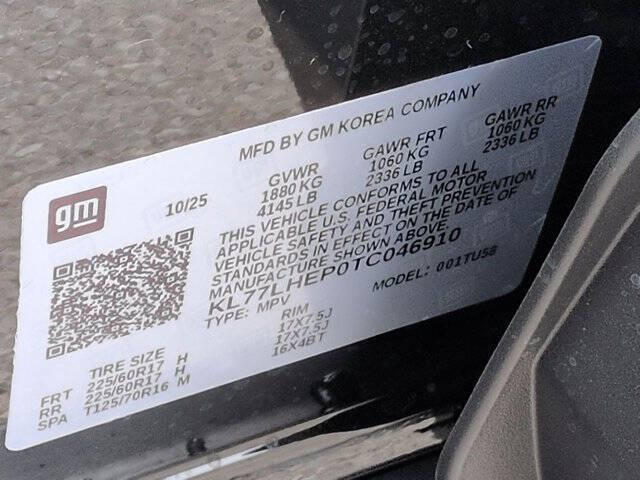 MFD BY GM KOREA COMPANY
gm
10/25
GVWR GAWR FRT GAWR RR
1880 KG 1060 KG 1060 KG
4145 LB 2336 LB 2336 LB
THIS VEHICLE CONFORMS TO ALL
APPLICABLE U.S. FEDERAL MOTOR
VEHICLE SAFETY AND THEFT PREVENTION
STANDARDS IN EFFECT ON THE DATE OF
MANUFACTURE SHOWN ABOVE.
KL77LHEP0TC046910
TYPE: MPV MODEL: 001TU58
TIRE SIZE RIM
FRT 225/60R17 H 17X7.5J
RR 225/60R17 H 17X7.5J
SPA T125/70R16 M 16X4BT